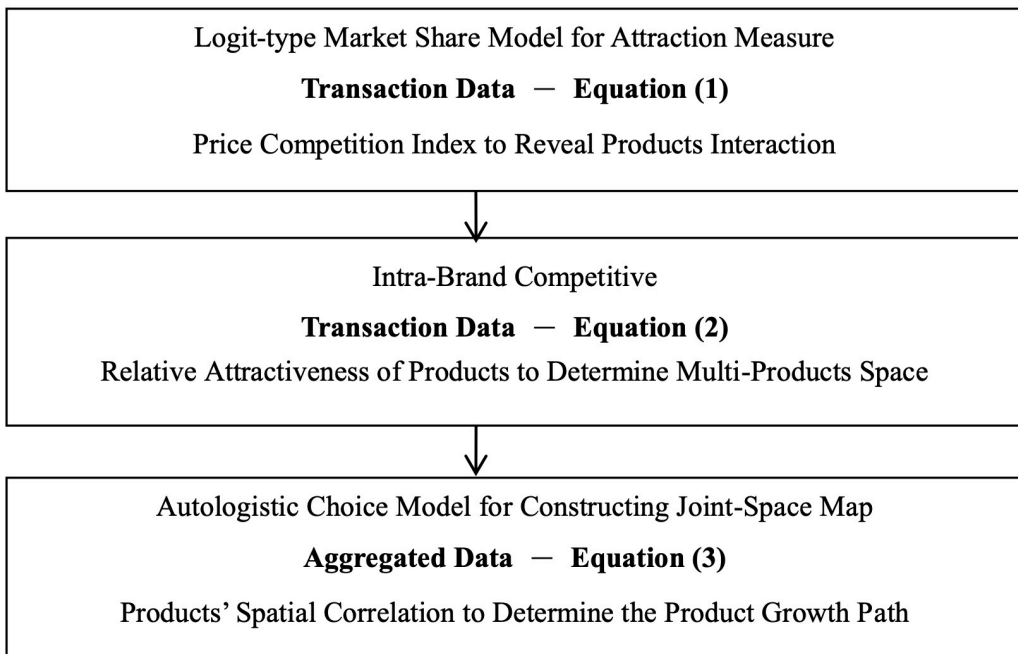 Logit-type Market Share Model for Attraction Measure
Transaction Data － Equation (1)
Price Competition Index to Reveal Products Interaction
Intra-Brand Competitive
Transaction Data － Equation (2)
Relative Attractiveness of Products to Determine Multi-Products Space
Autologistic Choice Model for Constructing Joint-Space Map
Aggregated Data － Equation (3)
Products’ Spatial Correlation to Determine the Product Growth Path